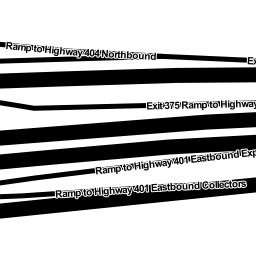 Ramp to Highway 404 Northbound
Exit 375 Ramp to Highway
Ramp to Highway 401 Eastbound
Ramp to Highway 401 Eastbound Collectors